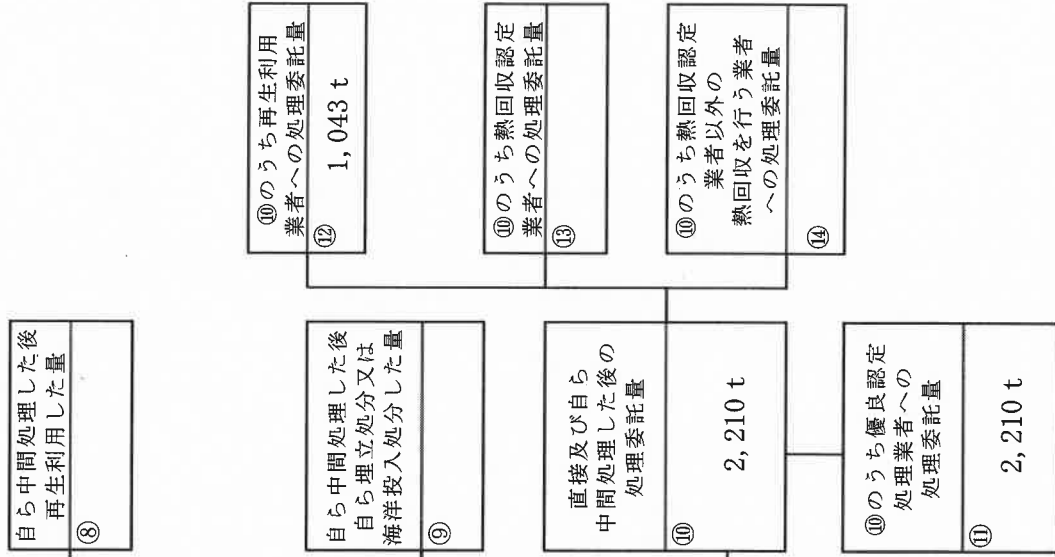 自ら中間処理した後
再生利用した量
⑧
自ら中間処理した後
自ら埋立処分又は
海洋投入処分した量
⑨
直接及び自ら
中間処理した後の
処理委託量
⑩
2,210 t
⑩のうち優良認定
処理業者への
処理委託量
⑪
2,210 t
⑩のうち再生利用
業者への処理委託量
⑫
1,043 t
⑩のうち熱回収認定
業者への処理委託量
⑬
⑩のうち熱回収認定
業者以外の
熱回収を行う業者
への処理委託量
⑭